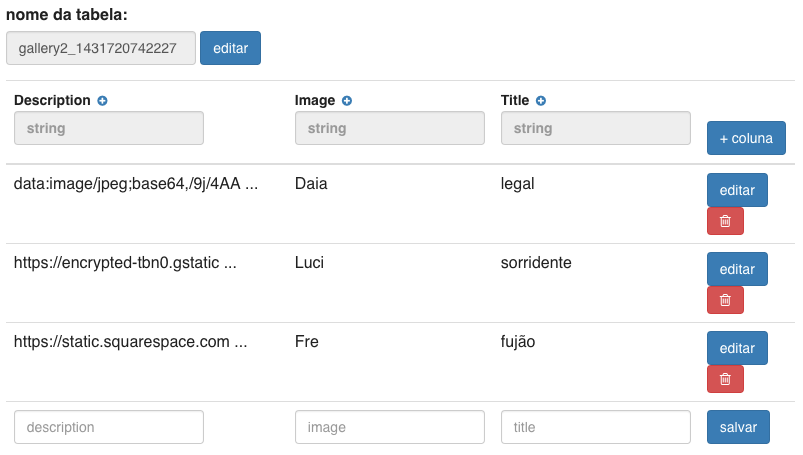 nome da tabela:
gallery2_1431720742227 editar
Description Image Title
string string string + coluna
data:image/jpeg;base64,/9j/4AA ... Daia legal editar
https://encrypted-tbn0.gstatic ... Luci sorridente editar
https://static.squarespace.com ... Fre fujão editar
description image title salvar